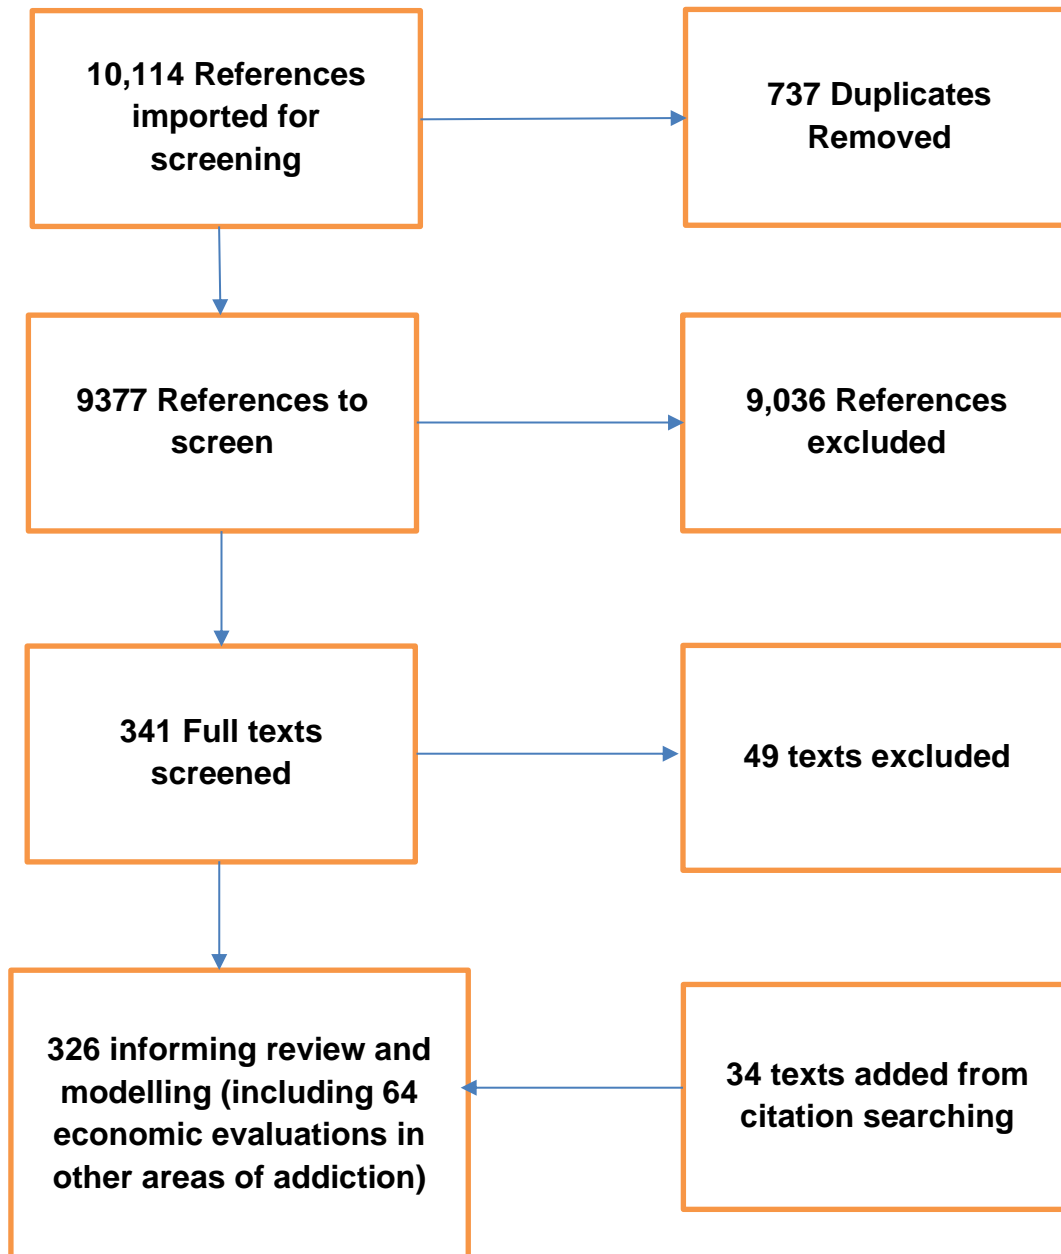 10,114 References
imported for
screening
737 Duplicates
Removed
9377 References to
screen
9,036 References
excluded
341 Full texts
screened
49 texts excluded
326 informing review and
modelling (including 64
economic evaluations in
other areas of addiction)
34 texts added from
citation searching